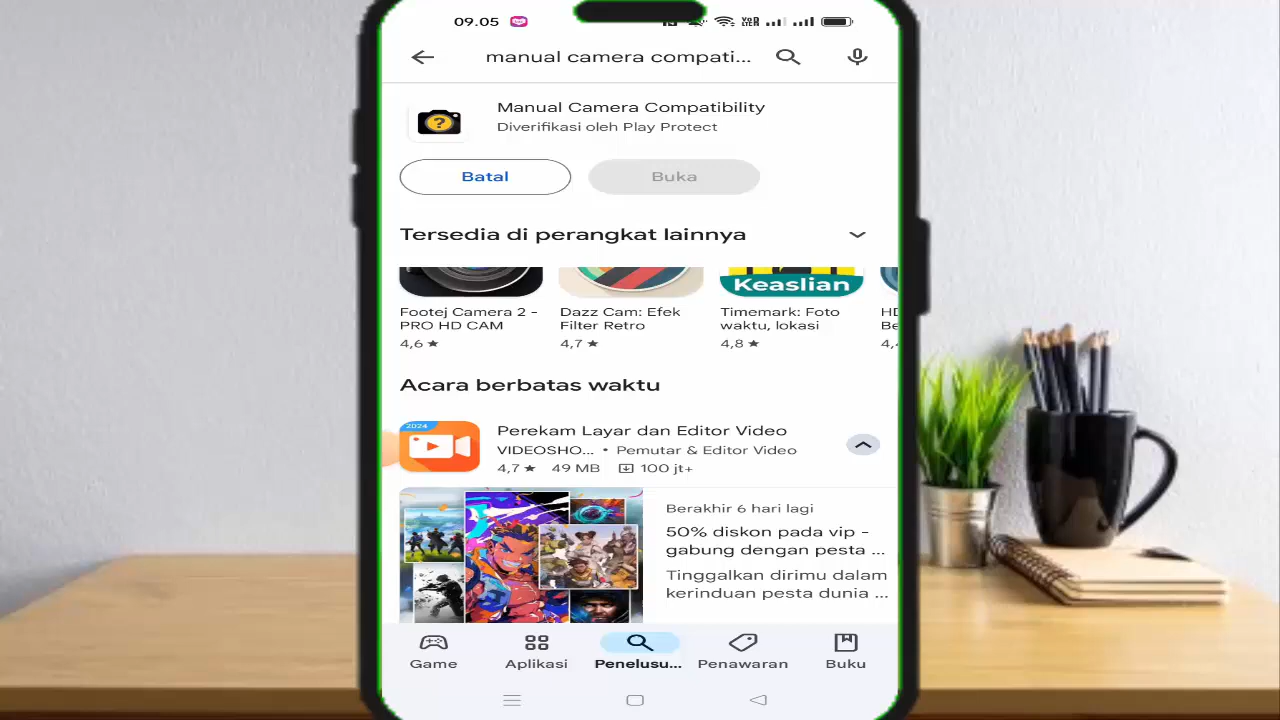 09.05
manual camera compati...
Manual Camera Compatibility
Diverifikasi oleh Play Protect
Batal
Buka
Tersedia di perangkat lainnya
Keaslian
Footej Camera 2 -
PRO HD CAM
4,6 ★
Dazz Cam: Efek
Filter Retro
4,7 ★
Timemark: Foto
waktu, lokasi
4,8 ★
Acara berbatas waktu
2024
Perekam Layar dan Editor Video
VIDEOSHO... • Pemutar & Editor Video
4,7 ★ 49 MB 100 jt+
Berakhir 6 hari lagi
50% diskon pada vip -
gabung dengan pesta ...
Tinggalkan dirimu dalam
kerinduan pesta dunia ...
Game
Aplikasi
Penelusu...
Penawaran
Buku